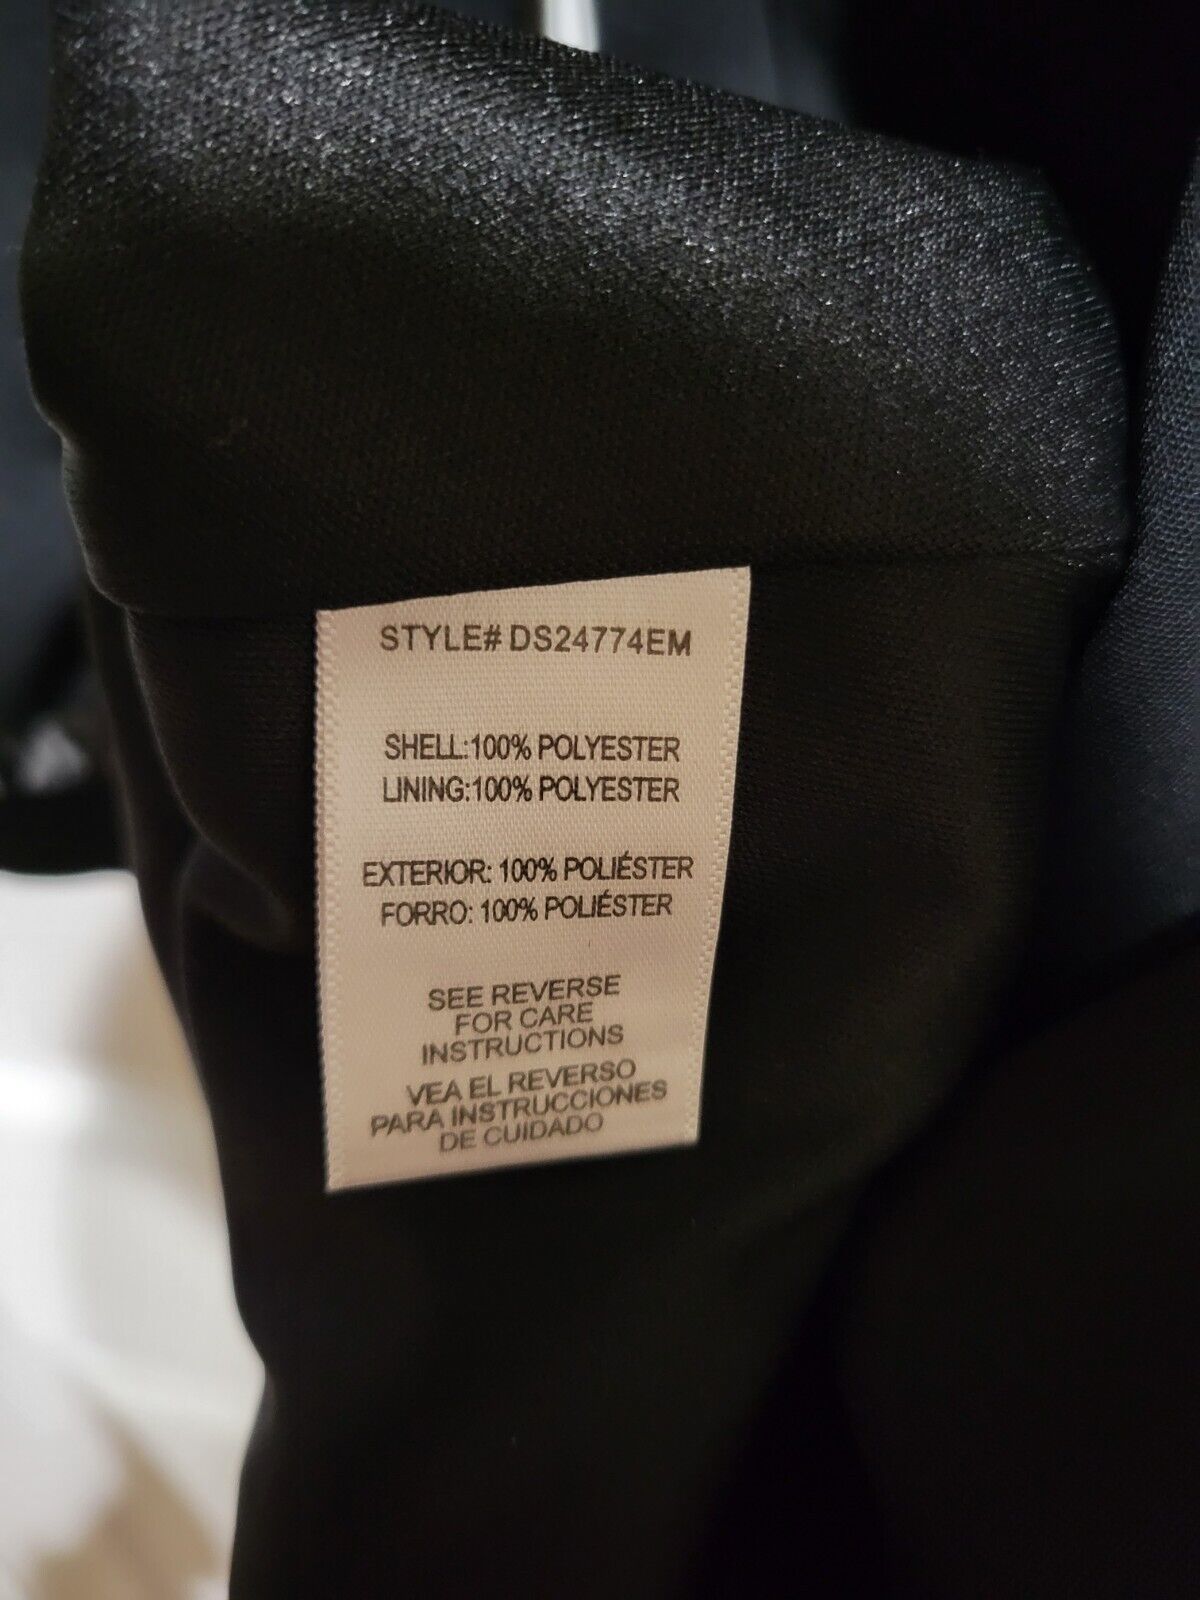 STYLE# DS24774EM
SHELL:100% POLYESTER
LINING:100% POLYESTER
EXTERIOR: 100% POLIÉSTER
FORRO: 100% POLIÉSTER
SEE REVERSE
FOR CARE
INSTRUCTIONS
VEA EL REVERSO
PARA INSTRUCCIONES
DE CUIDADO